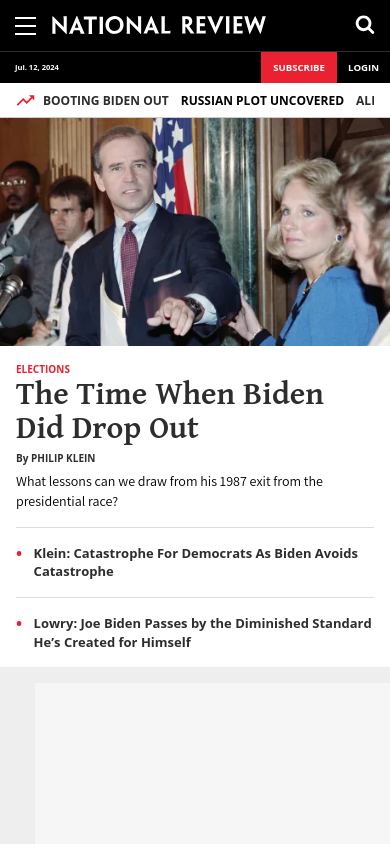 NATIONAL REVIEW
Jul. 12, 2024
SUBSCRIBE
LOGIN
BOOTING BIDEN OUT
RUSSIAN PLOT UNCOVERED
ALI
ELECTIONS
The Time When Biden
Did Drop Out
By PHILIP KLEIN
What lessons can we draw from his 1987 exit from the
presidential race?
• Klein: Catastrophe For Democrats As Biden Avoids
Catastrophe
• Lowry: Joe Biden Passes by the Diminished Standard
He’s Created for Himself